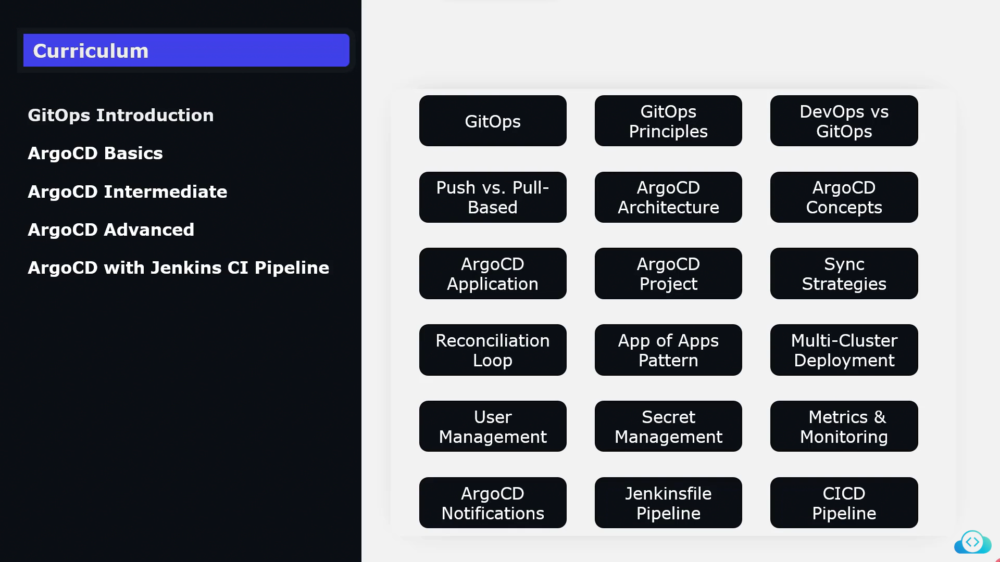 Curriculum
GitOps Introduction
ArgoCD Basics
ArgoCD Intermediate
ArgoCD Advanced
ArgoCD with Jenkins CI Pipeline
GitOps
GitOps
Principles
DevOps vs
GitOps
Push vs. Pull-
Based
ArgoCD
Architecture
ArgoCD
Concepts
ArgoCD
Application
ArgoCD
Project
Sync
Strategies
Reconciliation
Loop
App of Apps
Pattern
Multi-Cluster
Deployment
User
Management
Secret
Management
Metrics &
Monitoring
ArgoCD
Notifications
Jenkinsfile
Pipeline
CICD
Pipeline